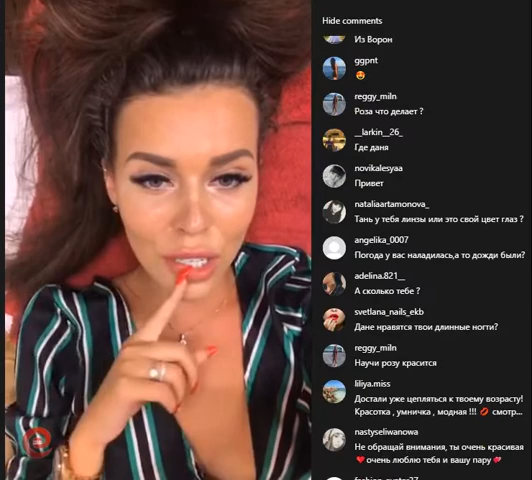 Hide comments
Из Ворон
ggpnt
😍
reggy_miln
Роза что делает ?
__larkin__26_
Где даня
novikalesyaa
Привет
nataliaartamonova_
Тань у тебя линзы или это свой цвет глаз ?
angelika_0007
Погода у вас наладилась,а то дожди были?
adelina.821__
А сколько тебе ?
svetlana_nails_ekb
Дане нравятся твои длинные ногти?
reggy_miln
Научи розу красится
liliya.miss
Достали уже цепляться к твоему возрасту!
Красотка , умничка , модная !!! 💋 смотр...
nastyseliwanowa
Не обращай внимания, ты очень красивая
❤️очень люблю тебя и вашу пару 💕